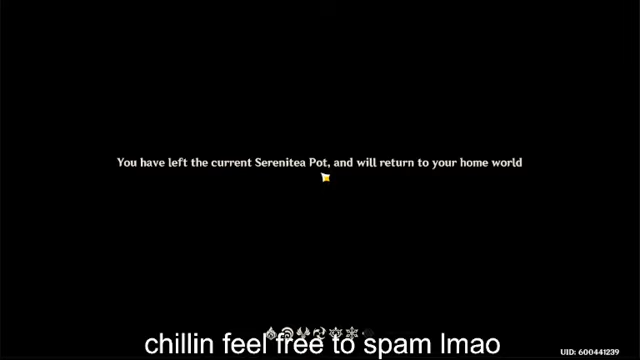 You have left the current Serenitea Pot, and will return to your home world
chillin feel free to spam lmao
UID: 600441239